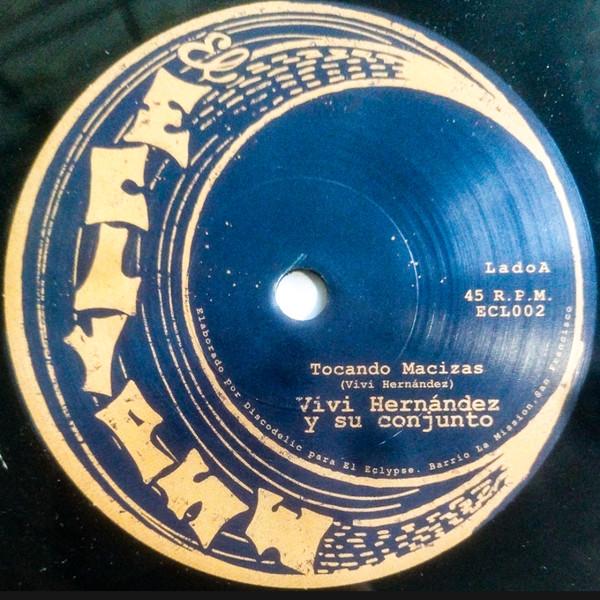 LadoA
45 R.P.M.
ECL002
Tocando Macizas
(Vivi Hernández)
Vivi Hernández
y su conjunto
Elaborado por Discodelic para El Eclypse. Barrio La Mission, San Francisco